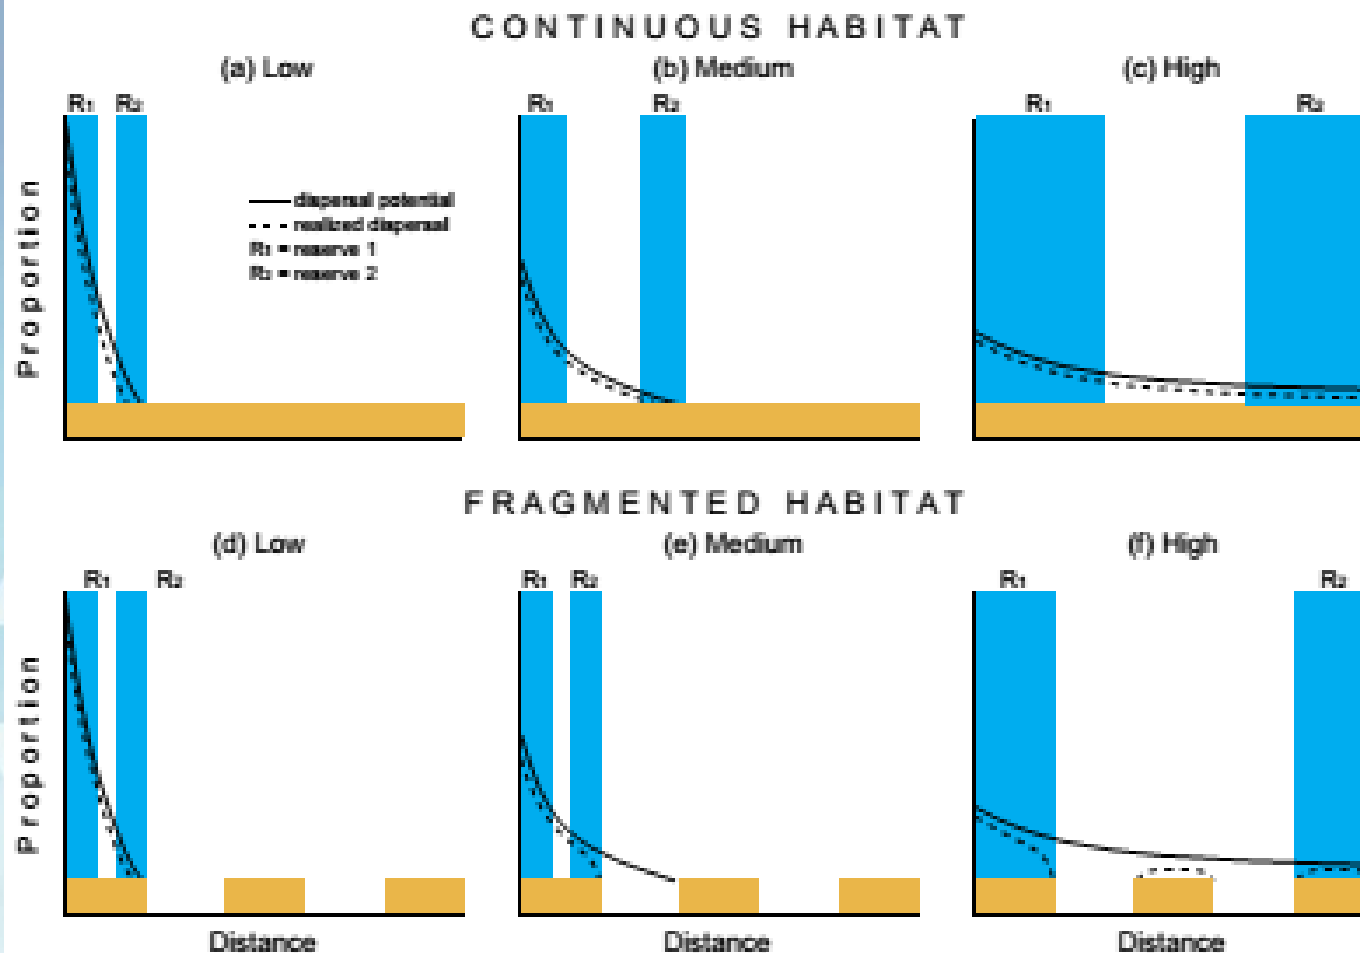 CONTINUOUS HABITAT
(a) Low
(b) Medium
(c) High
R1 R2
R1 R2
R1 R2
Proportion
dispersal potential
realized dispersal
R1 = reserve 1
R2 = reserve 2
FRAGMENTED HABITAT
(d) Low
(e) Medium
(f) High
R1 R2
R1 R2
R1 R2
Proportion
Distance
Distance
Distance